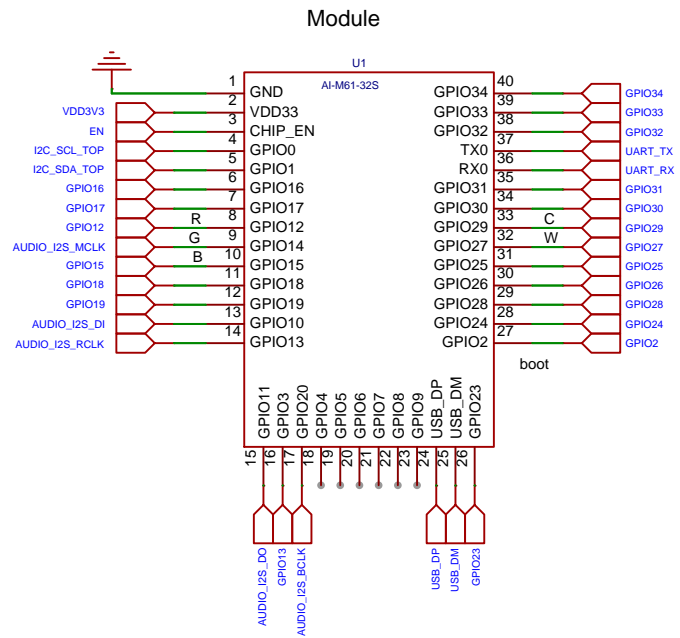 Module
U1
AI-M61-32S
1 GND
VDD3V3 2 VDD33
EN 3 CHIP_EN
I2C_SCL_TOP 4 GPIO0
I2C_SDA_TOP 5 GPIO1
GPIO16 6 GPIO16
GPIO17 7 GPIO17
GPIO12 R 8 GPIO12
AUDIO_I2S_MCLK G 9 GPIO14
GPIO15 B 10 GPIO15
GPIO18 11 GPIO18
GPIO19 12 GPIO19
AUDIO_I2S_DI 13 GPIO10
AUDIO_I2S_RCLK 14 GPIO13
GPIO34 40 GPIO34
GPIO33 39 GPIO33
GPIO32 38 GPIO32
TX0 37 UART_TX
RX0 36 UART_RX
GPIO31 35 GPIO31
GPIO30 34 GPIO30
GPIO29 33 C GPIO29
GPIO27 32 W GPIO27
GPIO25 31 GPIO25
GPIO26 30 GPIO26
GPIO28 29 GPIO28
GPIO24 28 GPIO24
GPIO2 27 GPIO2
boot
GPIO11 15 AUDIO_I2S_DO
GPIO3 16 GPIO13
GPIO20 17 AUDIO_I2S_BCLK
GPIO4 18
GPIO5 19
GPIO6 20
GPIO7 21
GPIO8 22
GPIO9 23
USB_DP 24 USB_DP
USB_DM 25 USB_DM
GPIO23 26 GPIO23